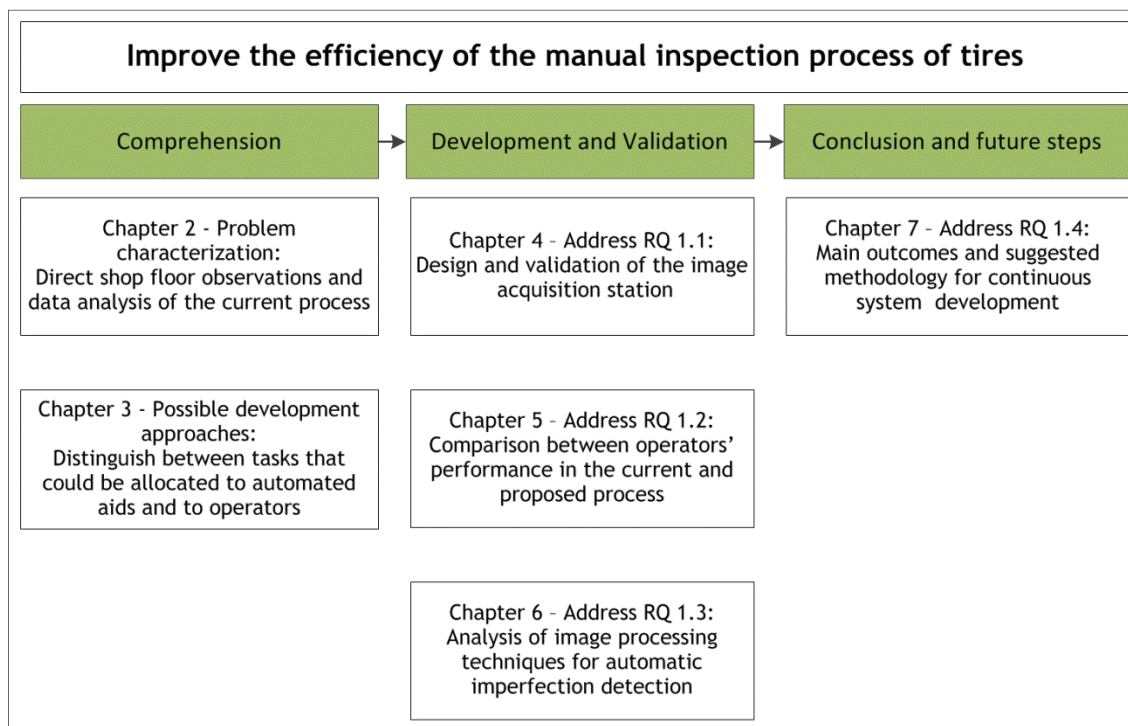 Improve the efficiency of the manual inspection process of tires
Comprehension
Development and Validation
Conclusion and future steps
Chapter 2 - Problem
characterization:
Direct shop floor observations and
data analysis of the current process
Chapter 3 - Possible development
approaches:
Distinguish between tasks that
could be allocated to automated
aids and to operators
Chapter 4 – Address RQ 1.1:
Design and validation of the image
acquisition station
Chapter 5 – Address RQ 1.2:
Comparison between operators’
performance in the current and
proposed process
Chapter 6 – Address RQ 1.3:
Analysis of image processing
techniques for automatic
imperfection detection
Chapter 7 – Address RQ 1.4:
Main outcomes and suggested
methodology for continuous
system development